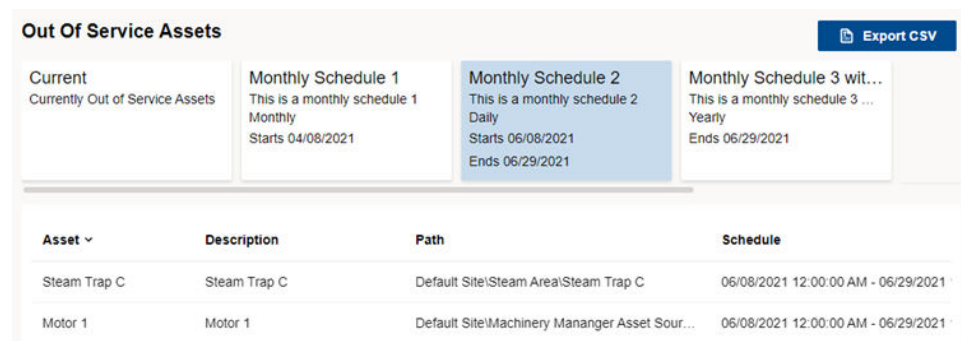 Out Of Service Assets
Export CSV
Current
Currently Out of Service Assets
Monthly Schedule 1
This is a monthly schedule 1
Monthly
Starts 04/08/2021
Monthly Schedule 2
This is a monthly schedule 2
Daily
Starts 06/08/2021
Ends 06/29/2021
Monthly Schedule 3 wit...
This is a monthly schedule 3 ...
Yearly
Ends 06/29/2021
Asset Description Path Schedule
Steam Trap C Steam Trap C Default Site\Steam Area\Steam Trap C 06/08/2021 12:00:00 AM - 06/29/2021
Motor 1 Motor 1 Default Site\Machinery Mananger Asset Sour... 06/08/2021 12:00:00 AM - 06/29/2021